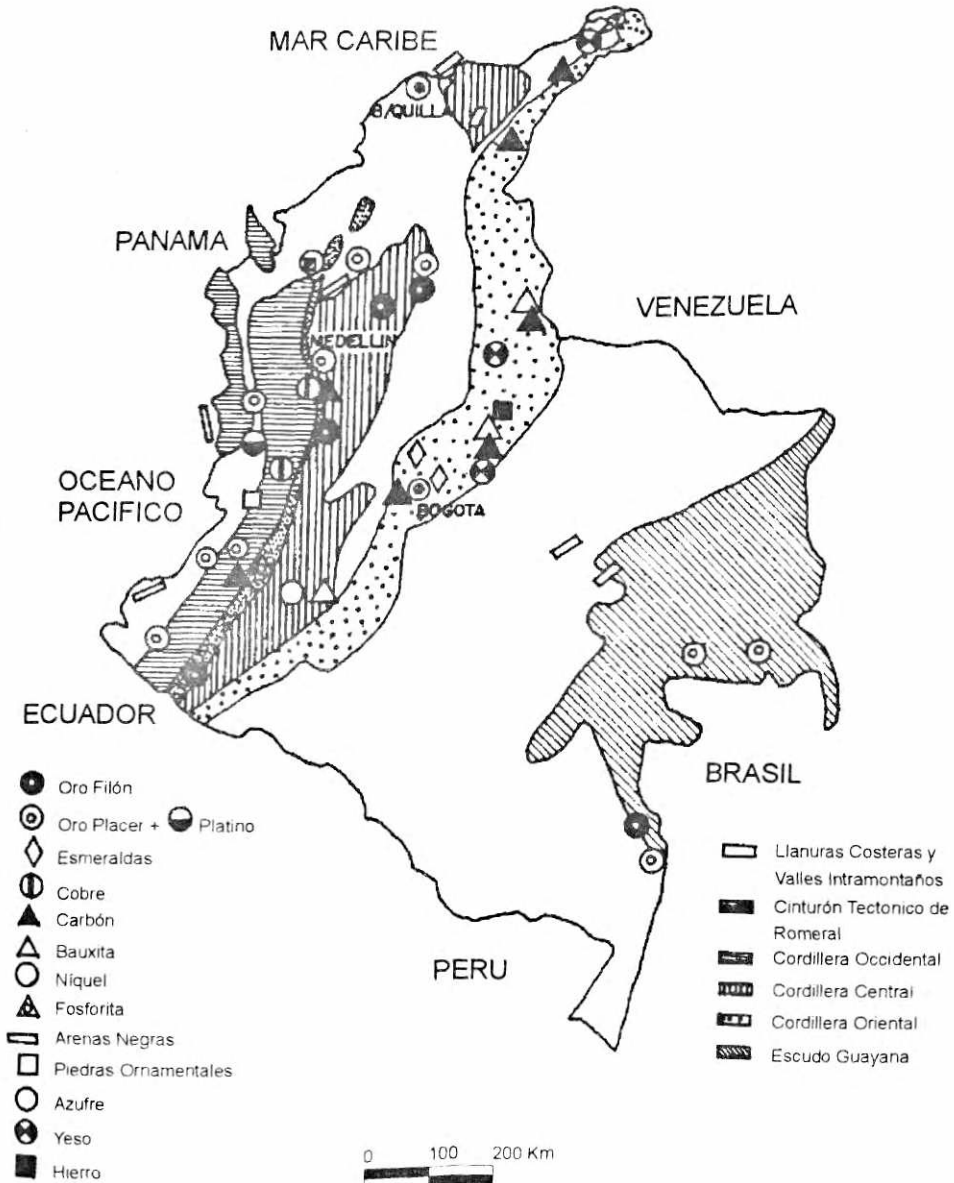 MAR CARIBE
B/QUILLA
PANAMA
VENEZUELA
MEDELLIN
OCEANO
PACIFICO
BOGOTA
ECUADOR
BRASIL
PERU
Oro Filón
Oro Placer + Platino
Esmeraldas
Cobre
Carbón
Bauxita
Níquel
Fosforita
Arenas Negras
Piedras Ornamentales
Azufre
Yeso
Hierro
Llanuras Costeras y
Valles Intramontaños
Cinturón Tectonico de
Romeral
Cordillera Occidental
Cordillera Central
Cordillera Oriental
Escudo Guayana
0 100 200 Km